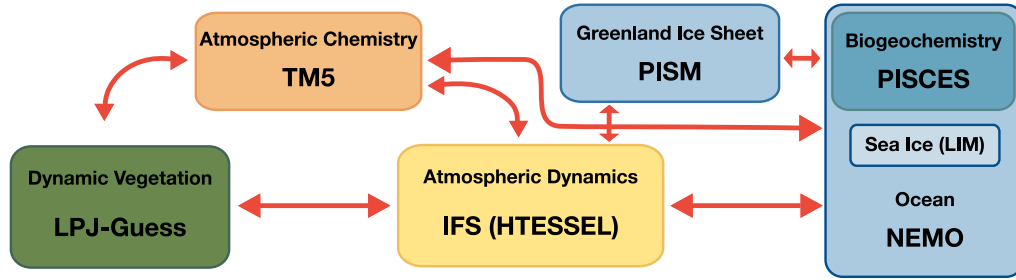 Atmospheric Chemistry
TM5
Greenland Ice Sheet
PISM
Biogeochemistry
PISCES
Sea Ice (LIM)
Dynamic Vegetation
LPJ-Guess
Atmospheric Dynamics
IFS (HTESSEL)
Ocean
NEMO